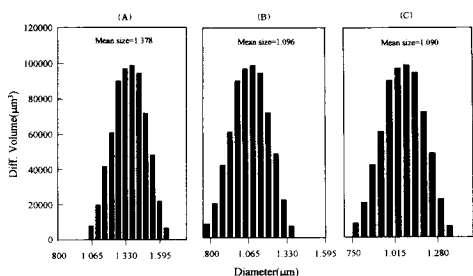 (A) (B) (C)
Mean size=1 378 Mean size=1.096 Mean size=1.090
Diff. Volume(µm³)
120000
100000
80000
60000
40000
20000
0
800 1 065 1 330 1 595 800 1 065 1 330 1 595 750 1 015 1 280
Diameter(µm)